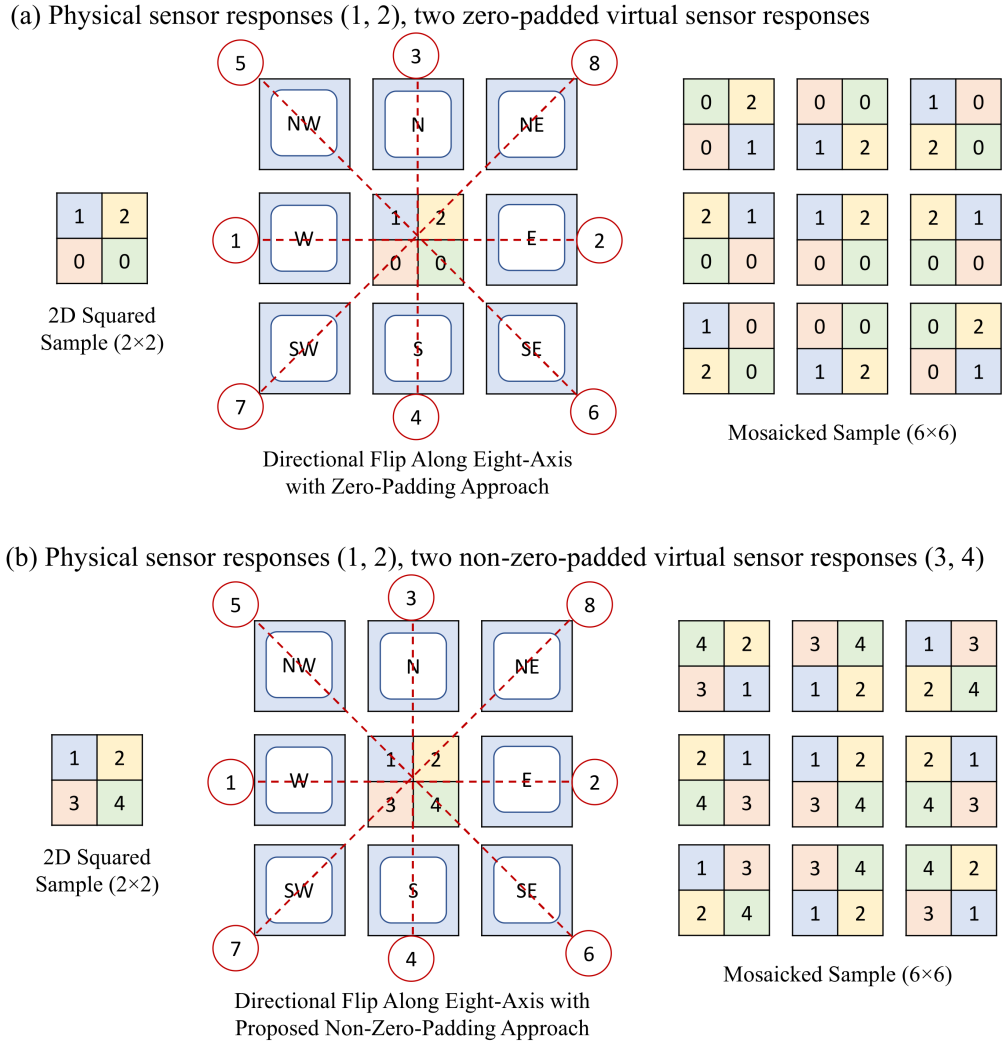 (a) Physical sensor responses (1, 2), two zero-padded virtual sensor responses
5 3 8
NW N NE
0 2 0 0 1 0
0 1 1 2 2 0
1 2
0 0
2D Squared
Sample (2×2)
1 W 1 2 E 2
0 0
2 1 1 2 2 1
0 0 0 0 0 0
SW S SE
7 4 6
1 0 0 0 0 2
2 0 1 2 0 1
Directional Flip Along Eight-Axis
with Zero-Padding Approach
Mosaicked Sample (6×6)
(b) Physical sensor responses (1, 2), two non-zero-padded virtual sensor responses (3, 4)
5 3 8
NW N NE
4 2 3 4 1 3
3 1 1 2 2 4
1 2
3 4
2D Squared
Sample (2×2)
1 W 1 2 E 2
3 4
2 1 1 2 2 1
4 3 3 4 4 3
SW S SE
7 4 6
1 3 3 4 4 2
2 4 1 2 3 1
Directional Flip Along Eight-Axis with
Proposed Non-Zero-Padding Approach
Mosaicked Sample (6×6)